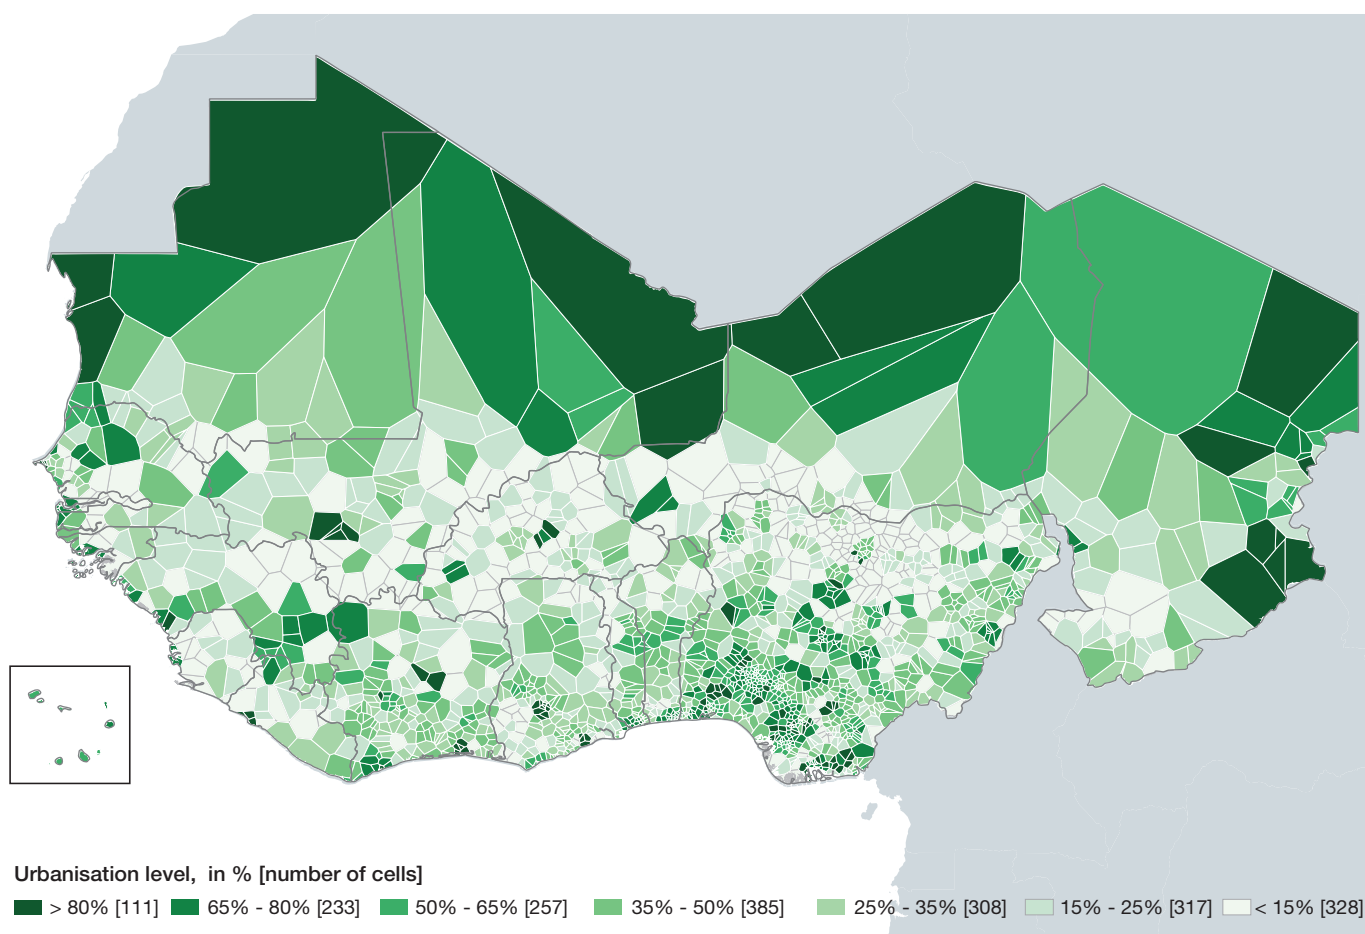 Urbanisation level, in % [number of cells]
> 80% [111] 65% - 80% [233] 50% - 65% [257] 35% - 50% [385] 25% - 35% [308] 15% - 25% [317] < 15% [328]